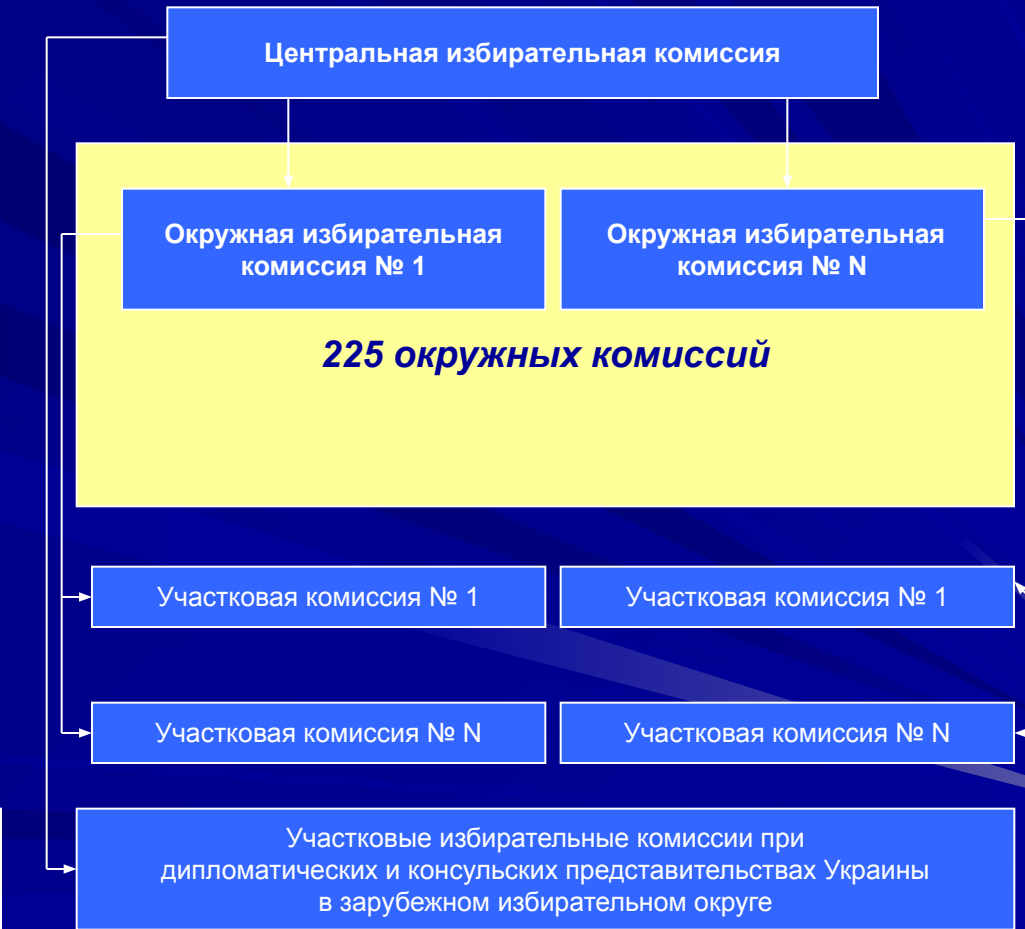 Центральная избирательная комиссия
Окружная избирательная
комиссия № 1
Окружная избирательная
комиссия № N
225 окружных комиссий
Участковая комиссия № 1
Участковая комиссия № 1
Участковая комиссия № N
Участковая комиссия № N
Участковые избирательные комиссии при
дипломатических и консульских представительствах Украины
в зарубежном избирательном округе